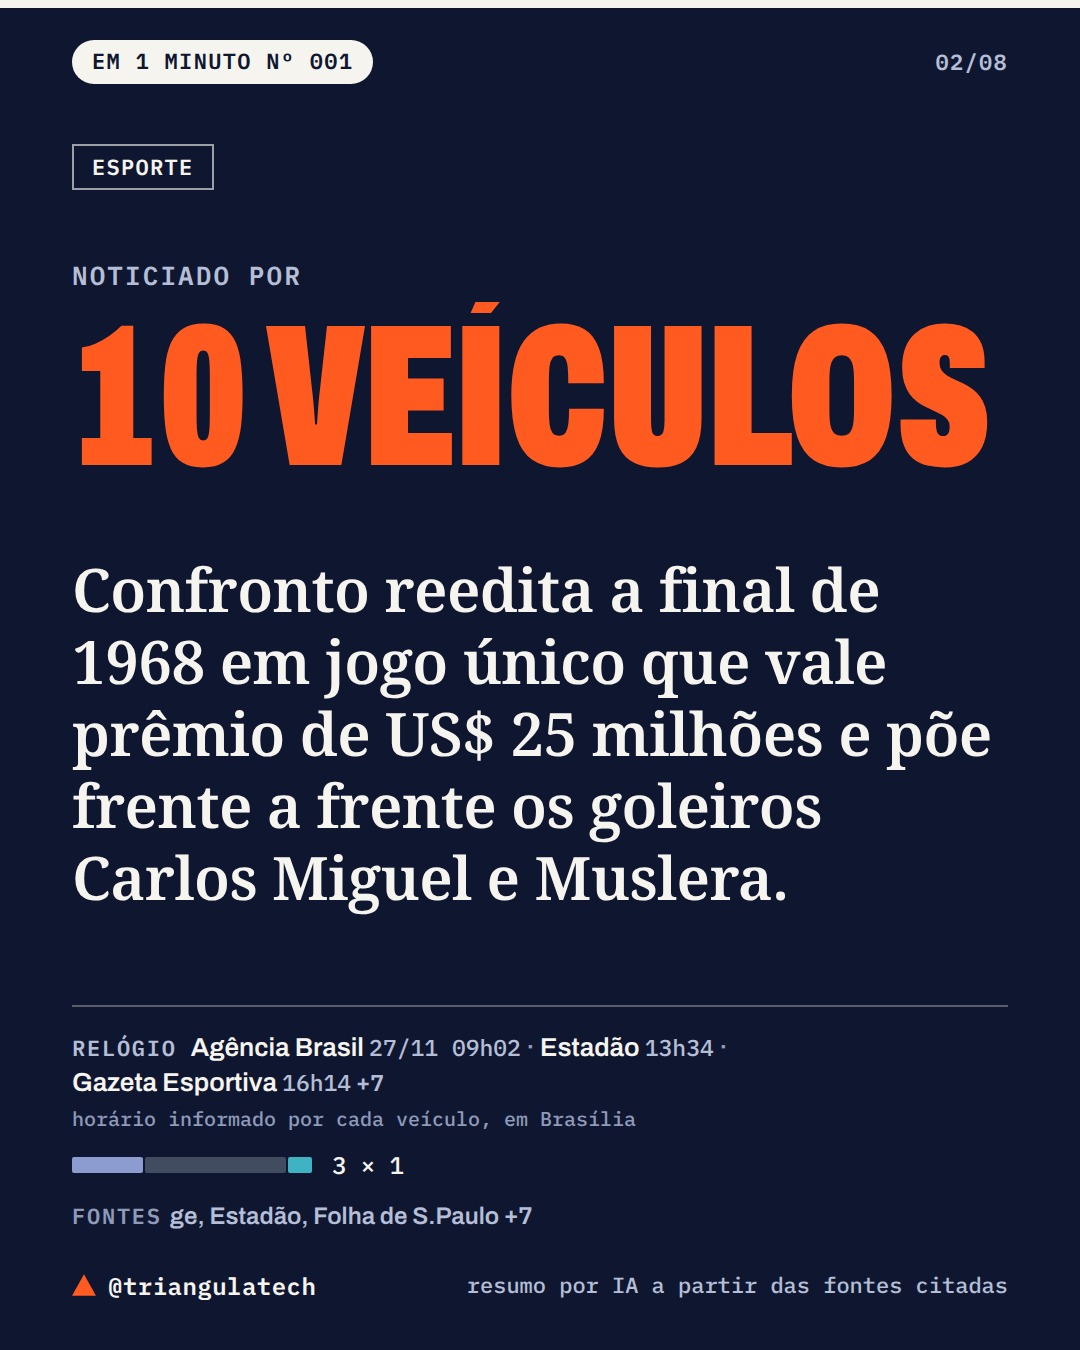 EM 1 MINUTO Nº 001
02/08
ESPORTE
NOTICIADO POR
10 VEÍCULOS
Confronto reedita a final de
1968 em jogo único que vale
prêmio de US$ 25 milhões e põe
frente a frente os goleiros
Carlos Miguel e Muslera.
RELÓGIO Agência Brasil 27/11 09h02 · Estadão 13h34 ·
Gazeta Esportiva 16h14 +7
horário informado por cada veículo, em Brasília
3 × 1
FONTES ge, Estadão, Folha de S.Paulo +7
@triangulatech
resumo por IA a partir das fontes citadas